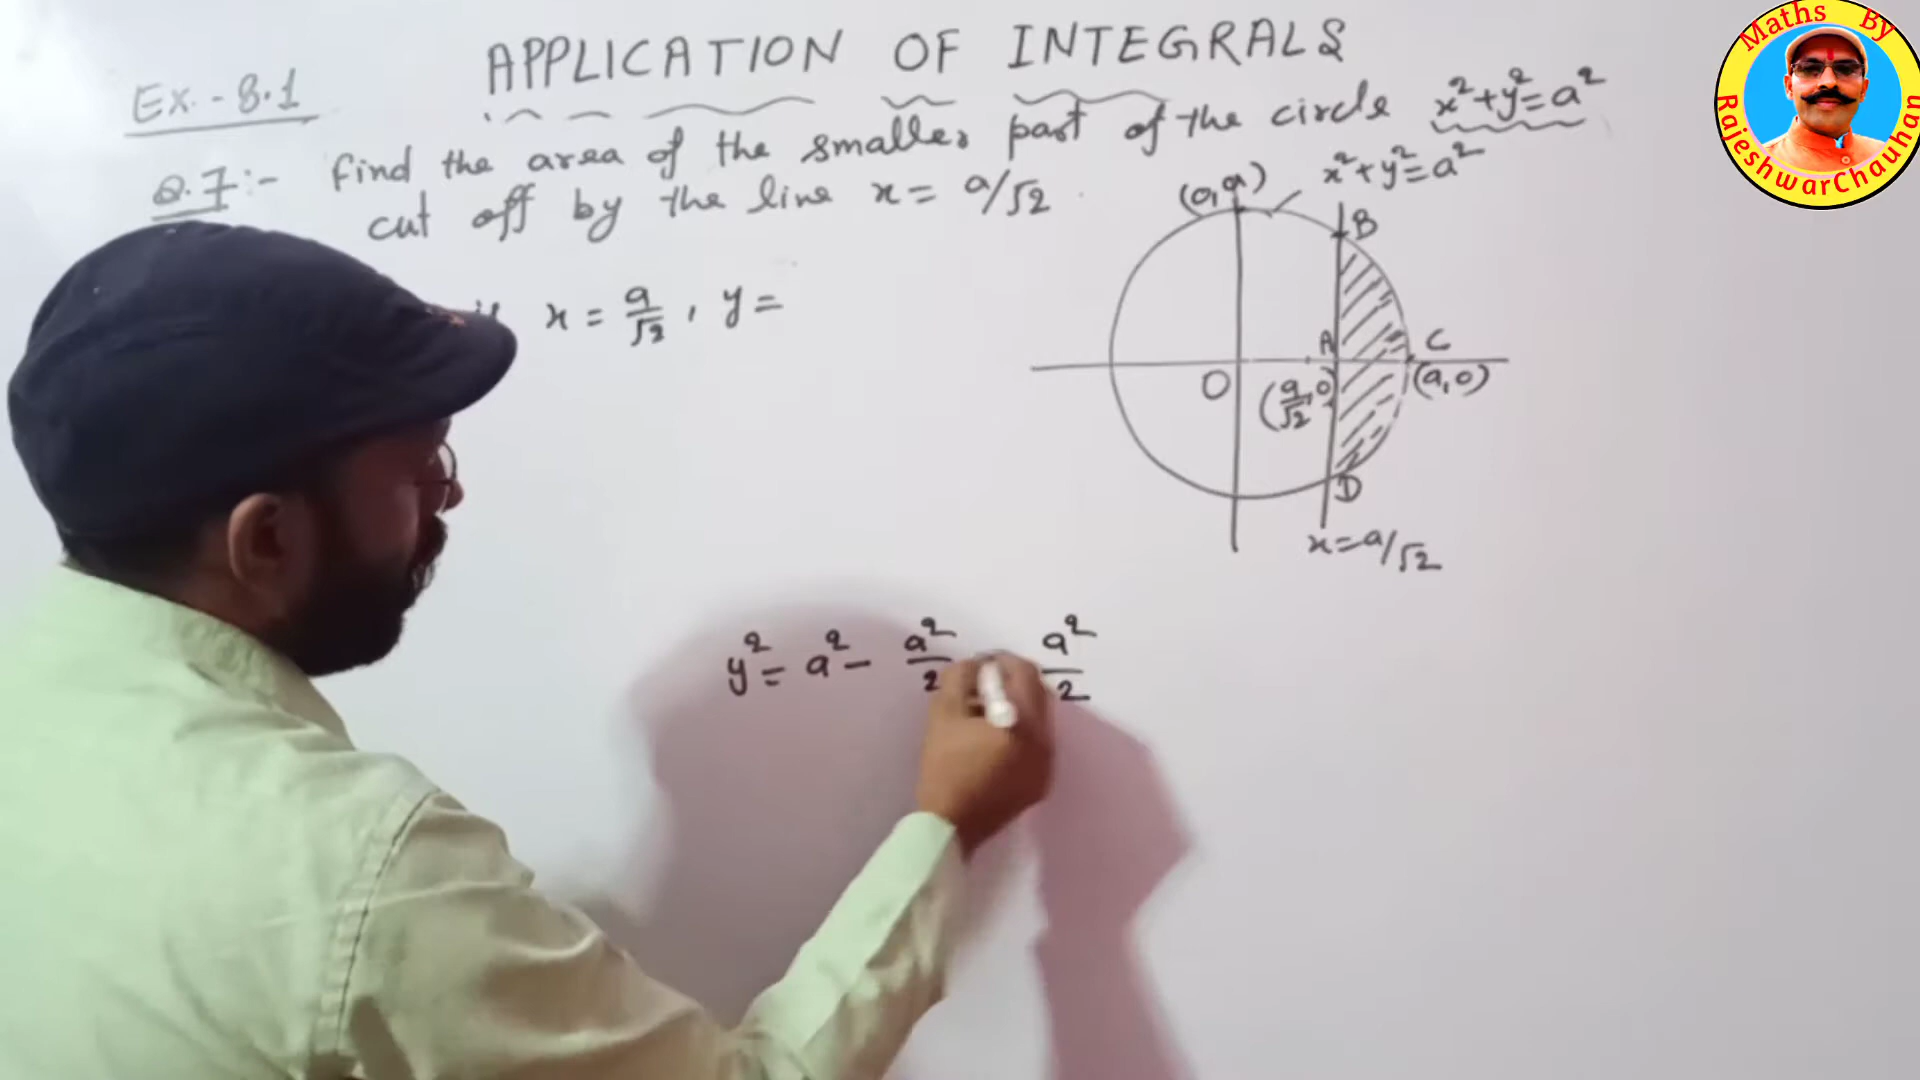 APPLICATION OF INTEGRALS
Ex.-8.1
Q.7:- Find the area of the smaller part of the circle x²+y²=a²
cut off by the line x = a/√2
x = a/√2, y =
y² = a² - a²/2 a²/2
x²+y²=a²
(0,a)
B
A
C
O
(a/√2, 0)
(a,0)
D
x=a/√2
Maths By
RajeshwarChauhan